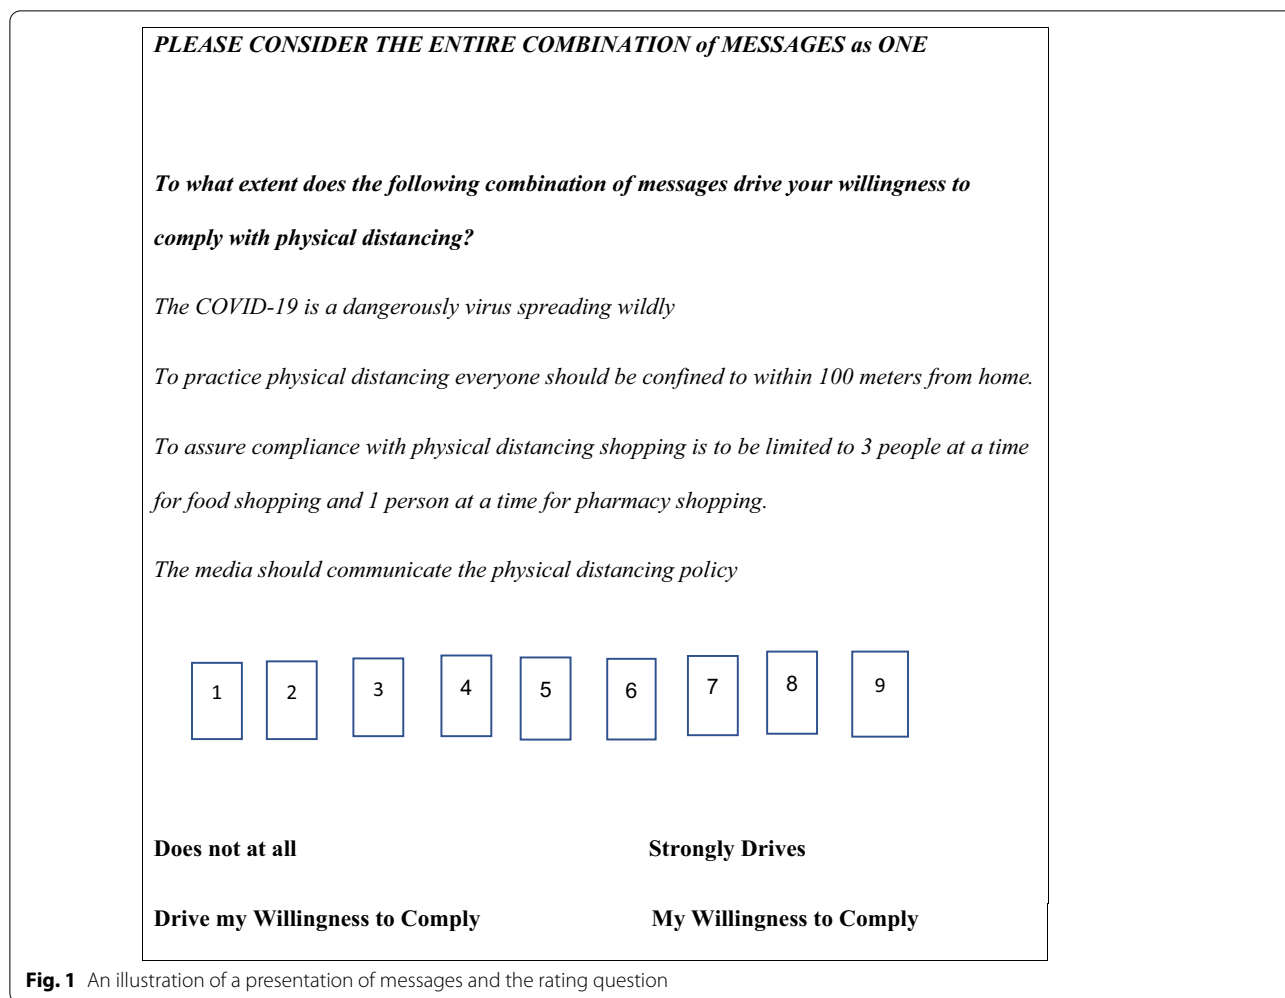 PLEASE CONSIDER THE ENTIRE COMBINATION of MESSAGES as ONE
To what extent does the following combination of messages drive your willingness to
comply with physical distancing?
The COVID-19 is a dangerously virus spreading wildly
To practice physical distancing everyone should be confined to within 100 meters from home.
To assure compliance with physical distancing shopping is to be limited to 3 people at a time
for food shopping and 1 person at a time for pharmacy shopping.
The media should communicate the physical distancing policy
1 2 3 4 5 6 7 8 9
Does not at all Strongly Drives
Drive my Willingness to Comply My Willingness to Comply
Fig. 1 An illustration of a presentation of messages and the rating question